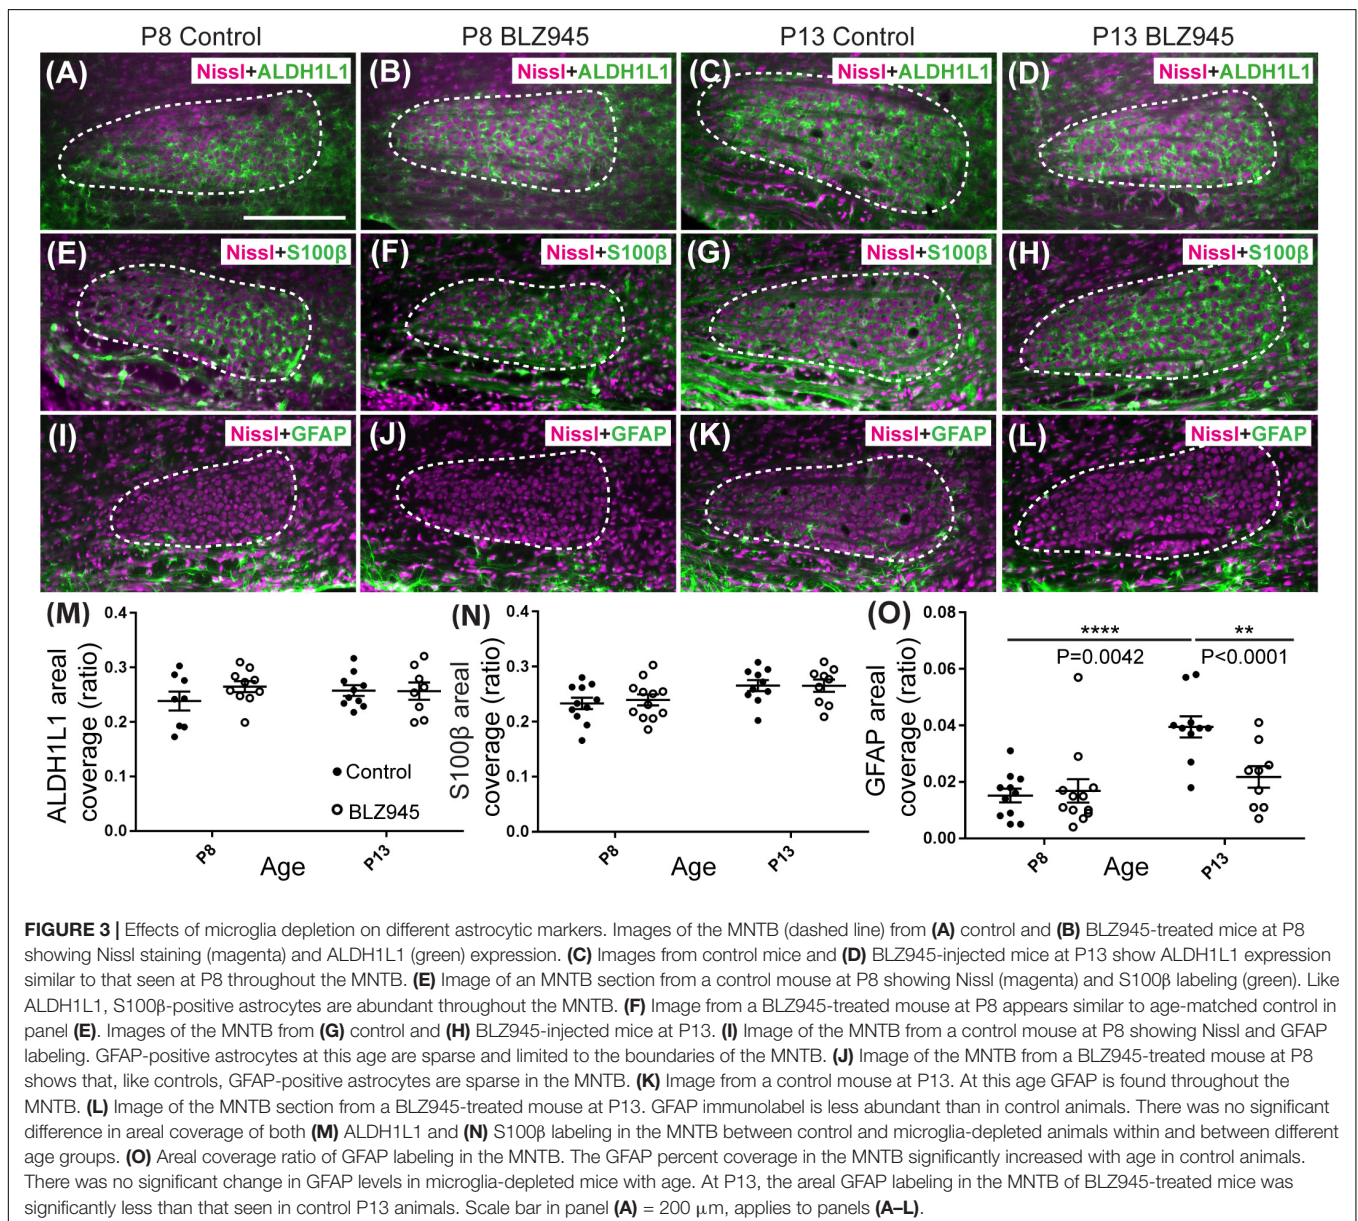 P8 Control P8 BLZ945 P13 Control P13 BLZ945
(A) Nissl+ALDH1L1 (B) Nissl+ALDH1L1 (C) Nissl+ALDH1L1 (D) Nissl+ALDH1L1
(E) Nissl+S100β (F) Nissl+S100β (G) Nissl+S100β (H) Nissl+S100β
(I) Nissl+GFAP (J) Nissl+GFAP (K) Nissl+GFAP (L) Nissl+GFAP
(M)
ALDH1L1 areal
coverage (ratio)
0.4
0.3
0.2
0.1
0.0
Control
BLZ945
P8 P13
Age
(N)
S100β areal
coverage (ratio)
0.4
0.3
0.2
0.1
0.0
P8 P13
Age
(O)
GFAP areal
coverage (ratio)
0.08
0.06
0.04
0.02
0.00
**** **
P=0.0042 P<0.0001
P8 P13
Age
FIGURE 3 | Effects of microglia depletion on different astrocytic markers. Images of the MNTB (dashed line) from (A) control and (B) BLZ945-treated mice at P8
showing Nissl staining (magenta) and ALDH1L1 (green) expression. (C) Images from control mice and (D) BLZ945-injected mice at P13 show ALDH1L1 expression
similar to that seen at P8 throughout the MNTB. (E) Image of an MNTB section from a control mouse at P8 showing Nissl (magenta) and S100β labeling (green). Like
ALDH1L1, S100β-positive astrocytes are abundant throughout the MNTB. (F) Image from a BLZ945-treated mouse at P8 appears similar to age-matched control in
panel (E). Images of the MNTB from (G) control and (H) BLZ945-injected mice at P13. (I) Image of the MNTB from a control mouse at P8 showing Nissl and GFAP
labeling. GFAP-positive astrocytes at this age are sparse and limited to the boundaries of the MNTB. (J) Image of the MNTB from a BLZ945-treated mouse at P8
shows that, like controls, GFAP-positive astrocytes are sparse in the MNTB. (K) Image from a control mouse at P13. At this age GFAP is found throughout the
MNTB. (L) Image of the MNTB section from a BLZ945-treated mouse at P13. GFAP immunolabel is less abundant than in control animals. There was no significant
difference in areal coverage of both (M) ALDH1L1 and (N) S100β labeling in the MNTB between control and microglia-depleted animals within and between different
age groups. (O) Areal coverage ratio of GFAP labeling in the MNTB. The GFAP percent coverage in the MNTB significantly increased with age in control animals.
There was no significant change in GFAP levels in microglia-depleted mice with age. At P13, the areal GFAP labeling in the MNTB of BLZ945-treated mice was
significantly less than that seen in control P13 animals. Scale bar in panel (A) = 200 μm, applies to panels (A–L).